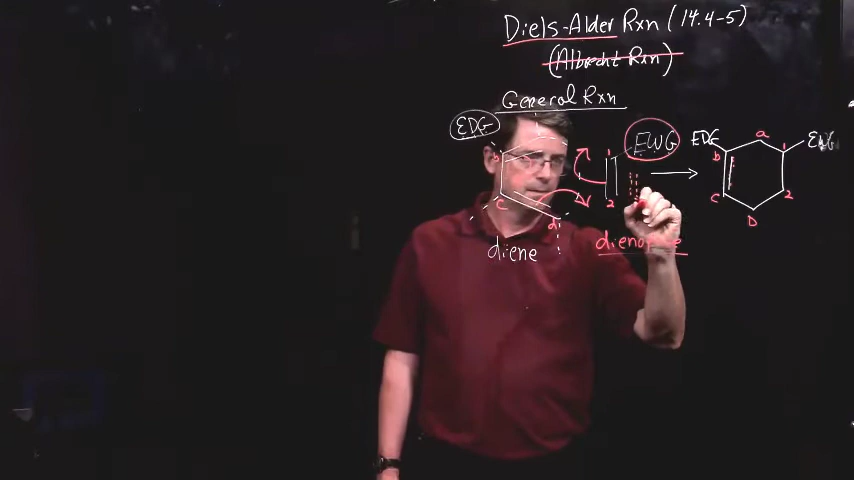 Diels-Alder Rxn (14.4-5)
(Albrecht Rxn)
General Rxn
EDG
EWG
EDG
EWG
b
1
a
1
b
c
2
c
2
d
D
diene
dienophile